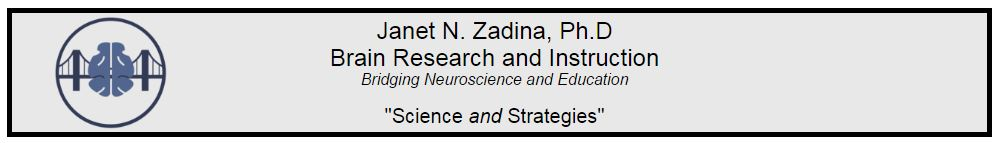 Janet N. Zadina, Ph.D
Brain Research and Instruction
Bridging Neuroscience and Education
"Science and Strategies"